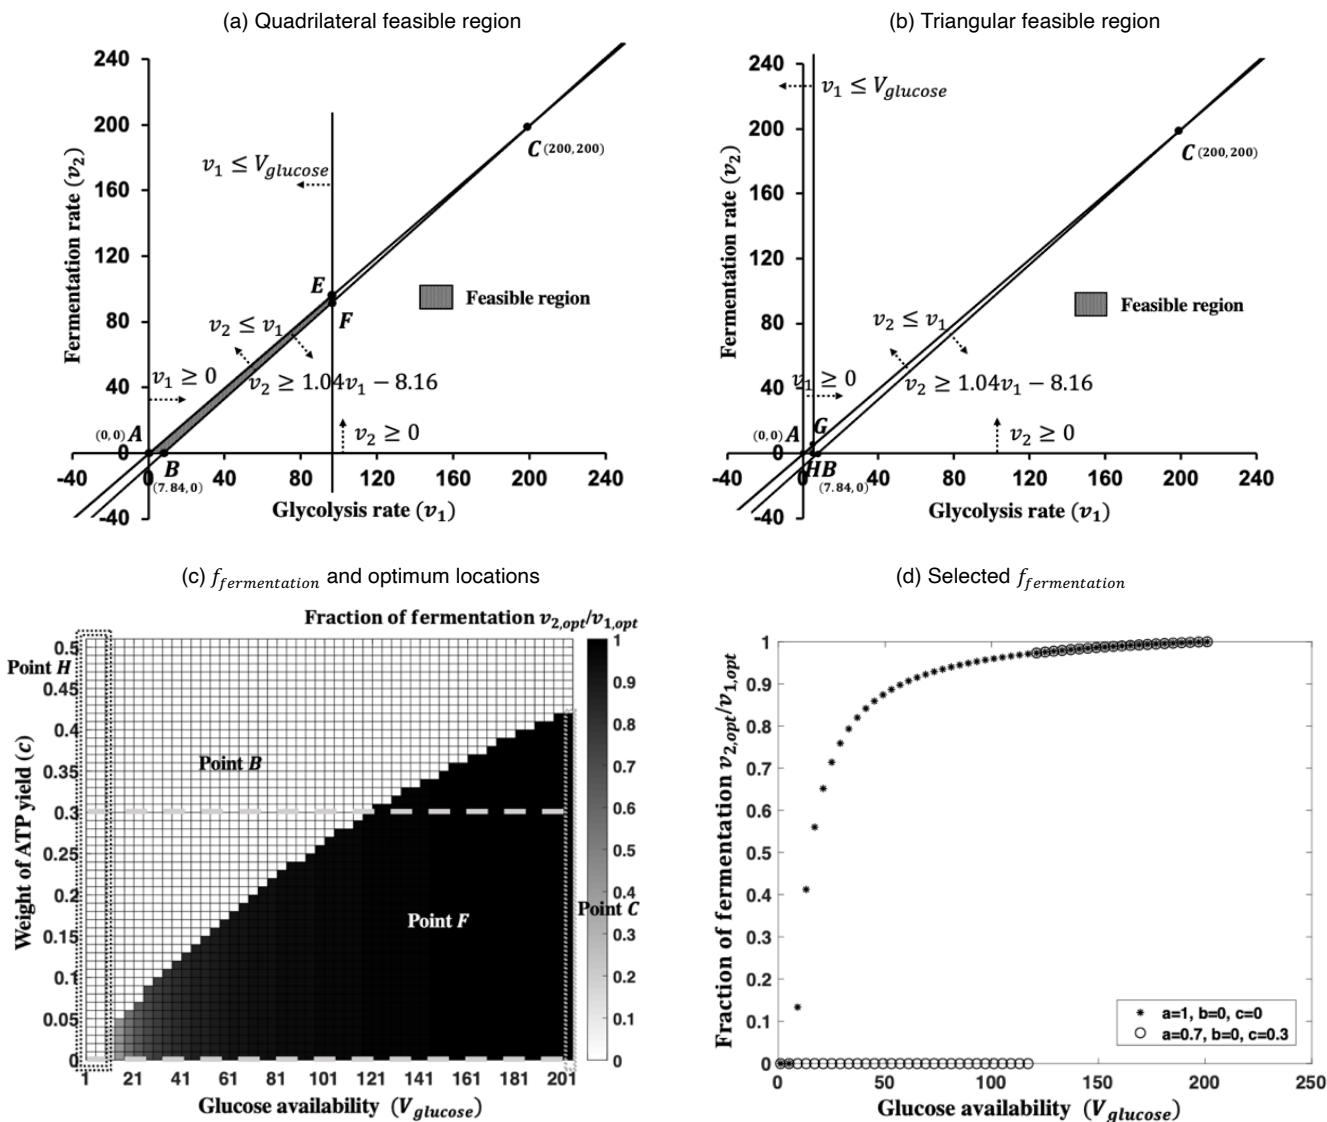 (a) Quadrilateral feasible region
240
200
160
120
80
40
0
-40
-40
0
40
80
120
160
200
240
Fermentation rate (v₂)
Glycolysis rate (v₁)
v₁ ≤ V_glucose
C (200,200)
E
F
Feasible region
v₂ ≤ v₁
v₁ ≥ 0
v₂ ≥ 1.04v₁ − 8.16
v₂ ≥ 0
(0,0) A
B
(7.84,0)
(b) Triangular feasible region
240
200
160
120
80
40
0
-40
-40
0
40
80
120
160
200
240
Fermentation rate (v₂)
Glycolysis rate (v₁)
v₁ ≤ V_glucose
C (200,200)
Feasible region
v₂ ≤ v₁
v₁ ≥ 0
v₂ ≥ 1.04v₁ − 8.16
v₂ ≥ 0
(0,0) A
G
HB
(7.84,0)
(c) f_fermentation and optimum locations
Fraction of fermentation v₂,opt/v₁,opt
0.5
0.45
0.4
0.35
0.3
0.25
0.2
0.15
0.1
0.05
0
Weight of ATP yield (c)
Point H
Point B
Point F
Point C
1
0.9
0.8
0.7
0.6
0.5
0.4
0.3
0.2
0.1
0
1 21 41 61 81 101 121 141 161 181 201
Glucose availability (V_glucose)
(d) Selected f_fermentation
1
0.9
0.8
0.7
0.6
0.5
0.4
0.3
0.2
0.1
0
Fraction of fermentation v₂,opt/v₁,opt
a=1, b=0, c=0
a=0.7, b=0, c=0.3
0 50 100 150 200 250
Glucose availability (V_glucose)